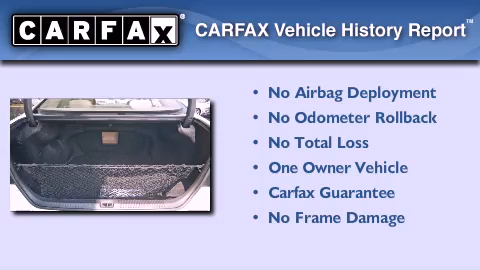 CARFAX® CARFAX Vehicle History Report™
• No Airbag Deployment
• No Odometer Rollback
• No Total Loss
• One Owner Vehicle
• Carfax Guarantee
• No Frame Damage